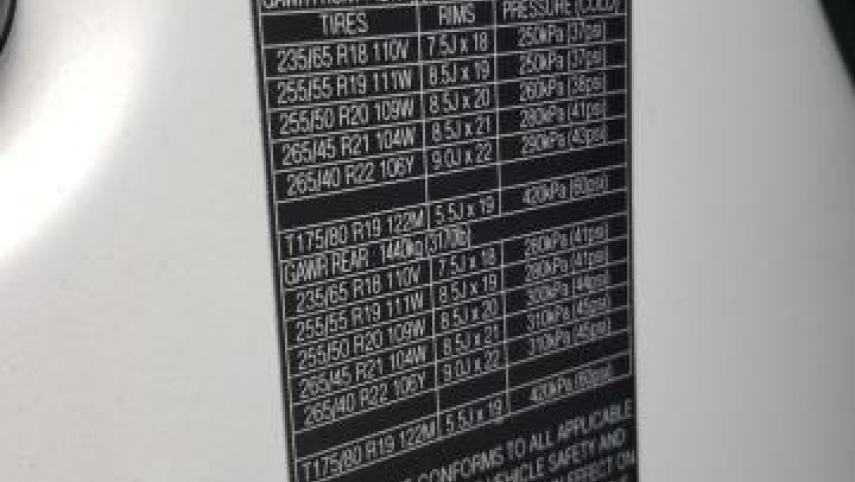 TIRES RIMS PRESSURE (COLD)
235/65 R18 110V 7.5J x 18 250kPa (37psi)
255/55 R19 111W 8.5J x 19 250kPa (37psi)
255/50 R20 109W 8.5J x 20 260kPa (38psi)
265/45 R21 104W 8.5J x 21 280kPa (41psi)
265/40 R22 106Y 9.0J x 22 290kPa (43psi)
T175/80 R19 122M 5.5J x 19 420kPa (60psi)
GAWR REAR 1440kg (3170lb)
235/65 R18 110V 7.5J x 18 280kPa (41psi)
255/55 R19 111W 8.5J x 19 280kPa (41psi)
255/50 R20 109W 8.5J x 20 300kPa (44psi)
265/45 R21 104W 8.5J x 21 310kPa (45psi)
265/40 R22 106Y 9.0J x 22 310kPa (45psi)
T175/80 R19 122M 5.5J x 19 420kPa (60psi)
CONFORMS TO ALL APPLICABLE
VEHICLE SAFETY AND
EFFECT ON